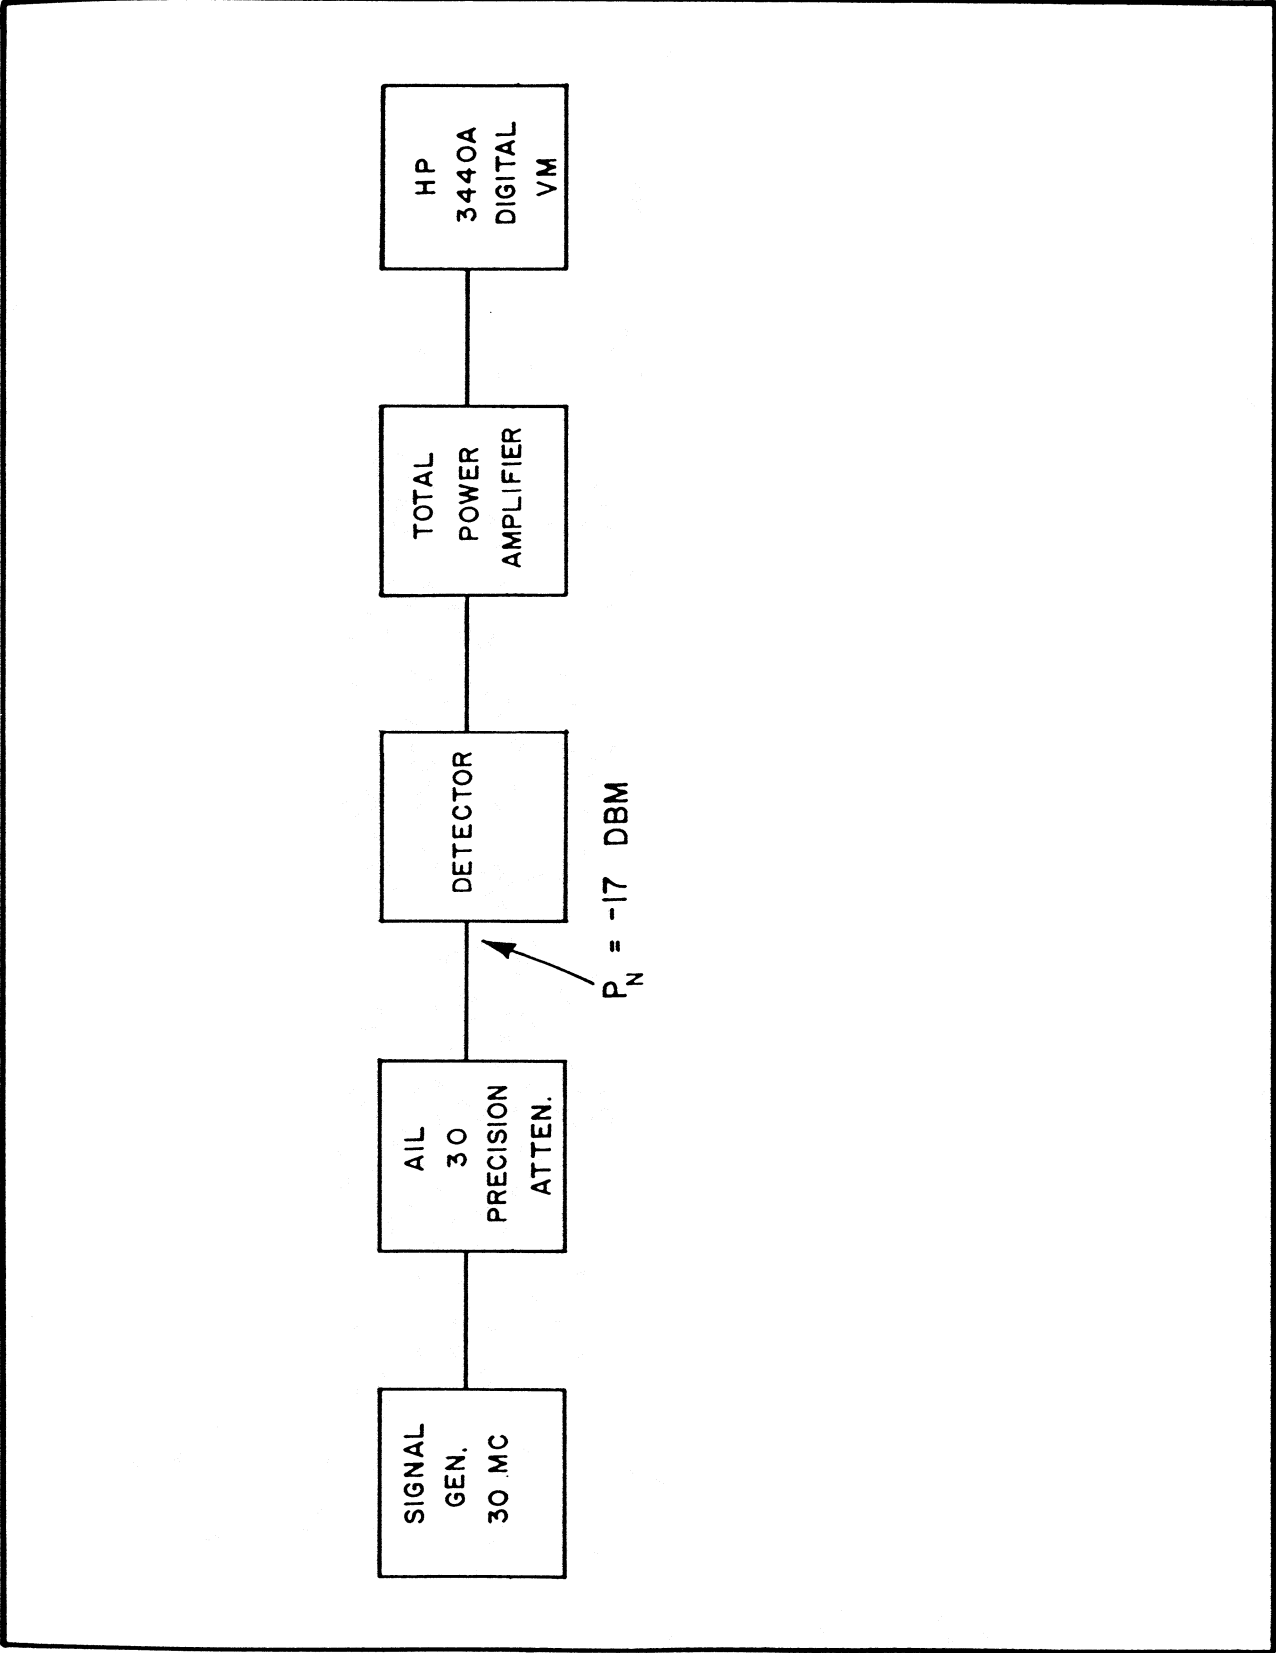 SIGNAL
GEN.
30 MC
AIL
30
PRECISION
ATTEN.
P_N = -17 DBM
DETECTOR
TOTAL
POWER
AMPLIFIER
HP
3440A
DIGITAL
VM